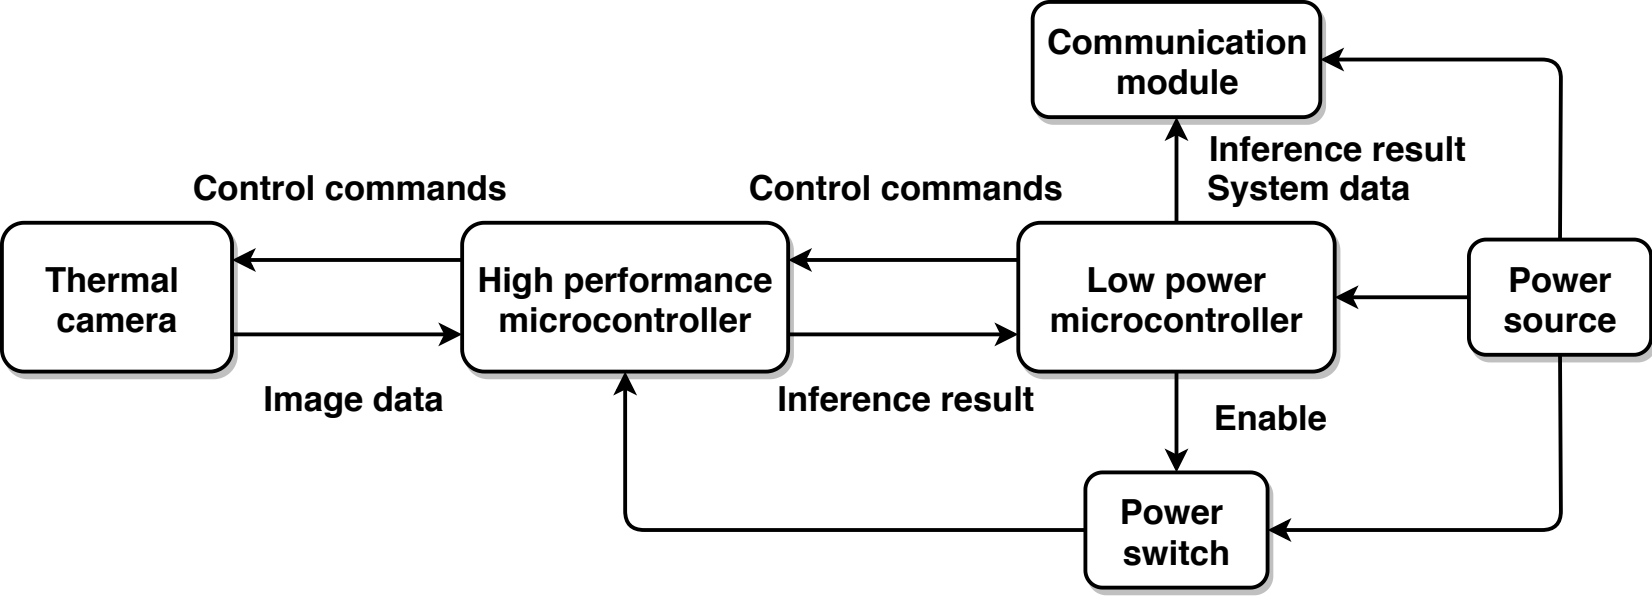 Communication
module
Inference result
System data
Control commands
Control commands
Thermal
camera
High performance
microcontroller
Low power
microcontroller
Power
source
Image data
Inference result
Enable
Power
switch